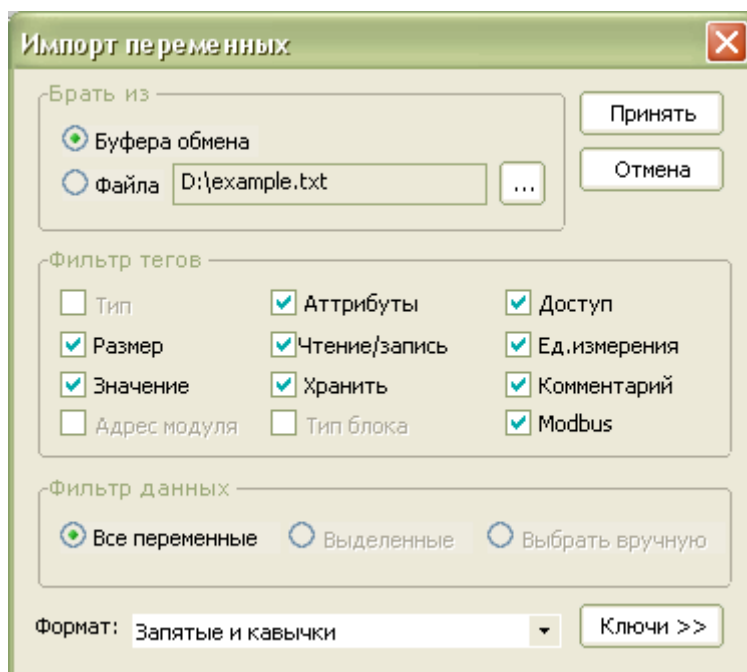 Импорт переменных
Брать из
Буфера обмена
Файла D:\example.txt ...
Принять
Отмена
Фильтр тегов
Тип Аттрибуты Доступ
Размер Чтение/запись Ед.измерения
Значение Хранить Комментарий
Адрес модуля Тип блока Modbus
Фильтр данных
Все переменные Выделенные Выбрать вручную
Формат: Запятые и кавычки Ключи >>